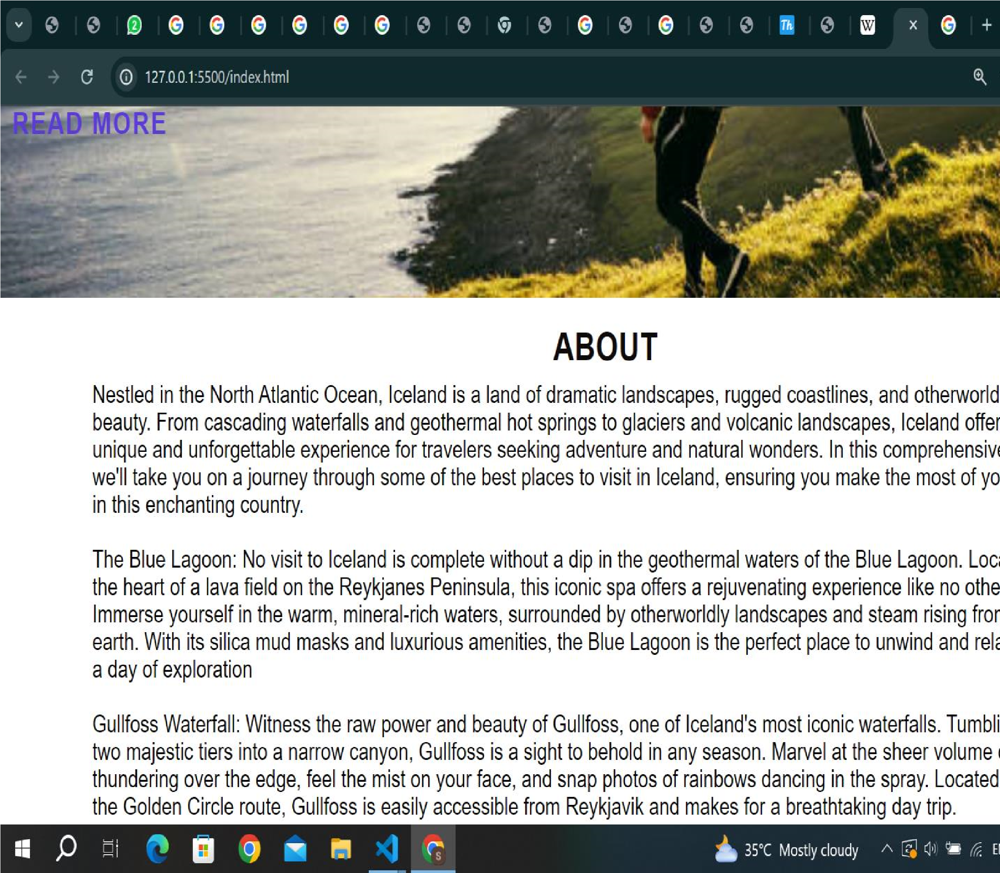 2
Th
W
127.0.0.1:5500/index.html
READ MORE
ABOUT
Nestled in the North Atlantic Ocean, Iceland is a land of dramatic landscapes, rugged coastlines, and otherworld
beauty. From cascading waterfalls and geothermal hot springs to glaciers and volcanic landscapes, Iceland offer
unique and unforgettable experience for travelers seeking adventure and natural wonders. In this comprehensive
we'll take you on a journey through some of the best places to visit in Iceland, ensuring you make the most of yo
in this enchanting country.
The Blue Lagoon: No visit to Iceland is complete without a dip in the geothermal waters of the Blue Lagoon. Loca
the heart of a lava field on the Reykjanes Peninsula, this iconic spa offers a rejuvenating experience like no othe
Immerse yourself in the warm, mineral-rich waters, surrounded by otherworldly landscapes and steam rising from
earth. With its silica mud masks and luxurious amenities, the Blue Lagoon is the perfect place to unwind and rela
a day of exploration
Gullfoss Waterfall: Witness the raw power and beauty of Gullfoss, one of Iceland's most iconic waterfalls. Tumbli
two majestic tiers into a narrow canyon, Gullfoss is a sight to behold in any season. Marvel at the sheer volume
thundering over the edge, feel the mist on your face, and snap photos of rainbows dancing in the spray. Located
the Golden Circle route, Gullfoss is easily accessible from Reykjavik and makes for a breathtaking day trip.
S
35°C Mostly cloudy